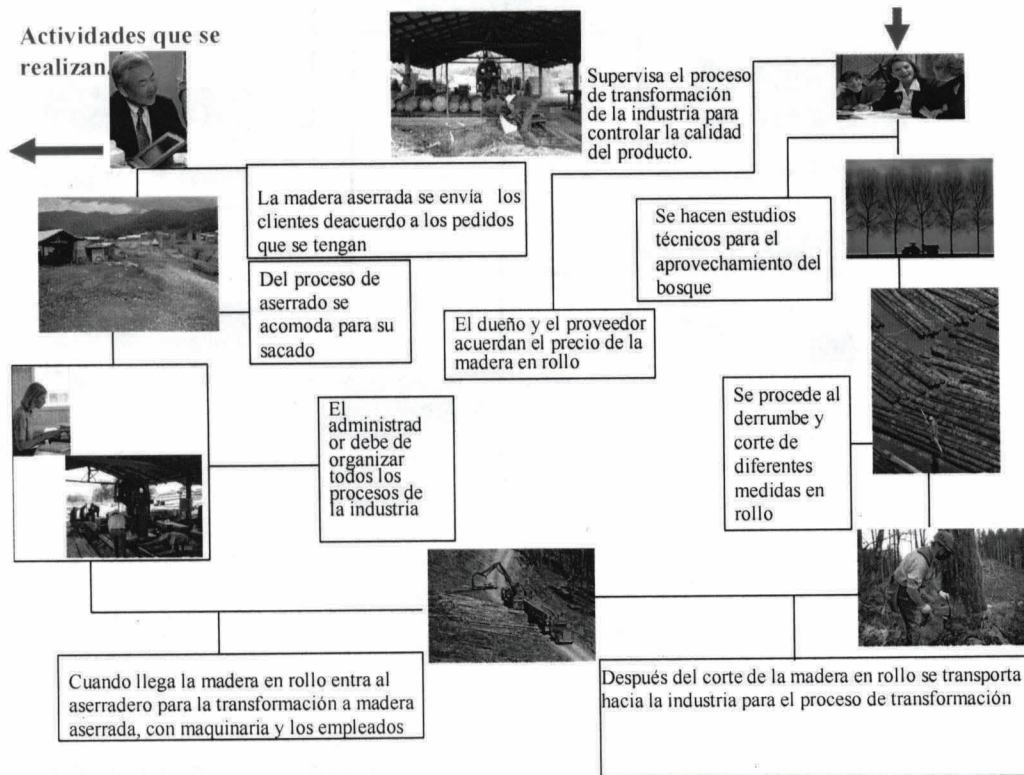 Actividades que se
realizan.
Supervisa el proceso
de transformación
de la industria para
controlar la calidad
del producto.
La madera aserrada se envía los
clientes deacuerdo a los pedidos
que se tengan
Se hacen estudios
técnicos para el
aprovechamiento del
bosque
Del proceso de
aserrado se
acomoda para su
sacado
El dueño y el proveedor
acuerdan el precio de la
madera en rollo
Se procede al
derrumbe y
corte de
diferentes
medidas en
rollo
El
administrad
or debe de
organizar
todos los
procesos de
la industria
Cuando llega la madera en rollo entra al
aserradero para la transformación a madera
aserrada, con maquinaria y los empleados
Después del corte de la madera en rollo se transporta
hacia la industria para el proceso de transformación